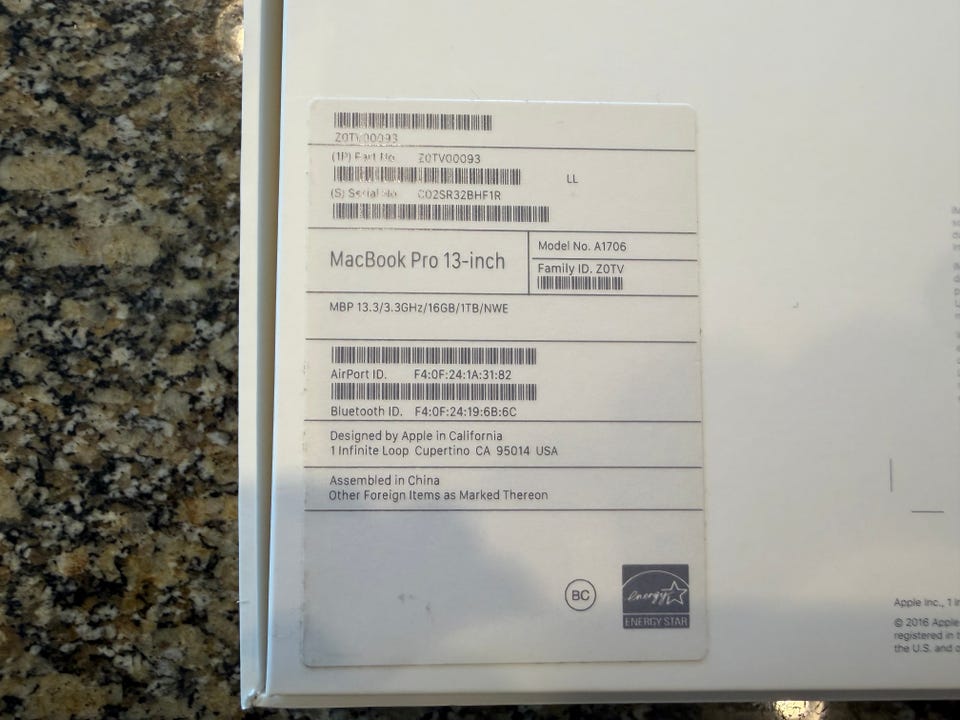 Z0TV00093
(1P) Part No. Z0TV00093
LL
(S) Serial No. C02SR32BHF1R
MacBook Pro 13-inch
Model No. A1706
Family ID. Z0TV
MBP 13.3/3.3GHz/16GB/1TB/NWE
AirPort ID. F4:0F:24:1A:31:82
Bluetooth ID. F4:0F:24:19:6B:6C
Designed by Apple in California
1 Infinite Loop Cupertino CA 95014 USA
Assembled in China
Other Foreign Items as Marked Thereon
BC
energy
ENERGY STAR
Apple Inc., 1
© 2016 Apple
registered in
the U.S. and